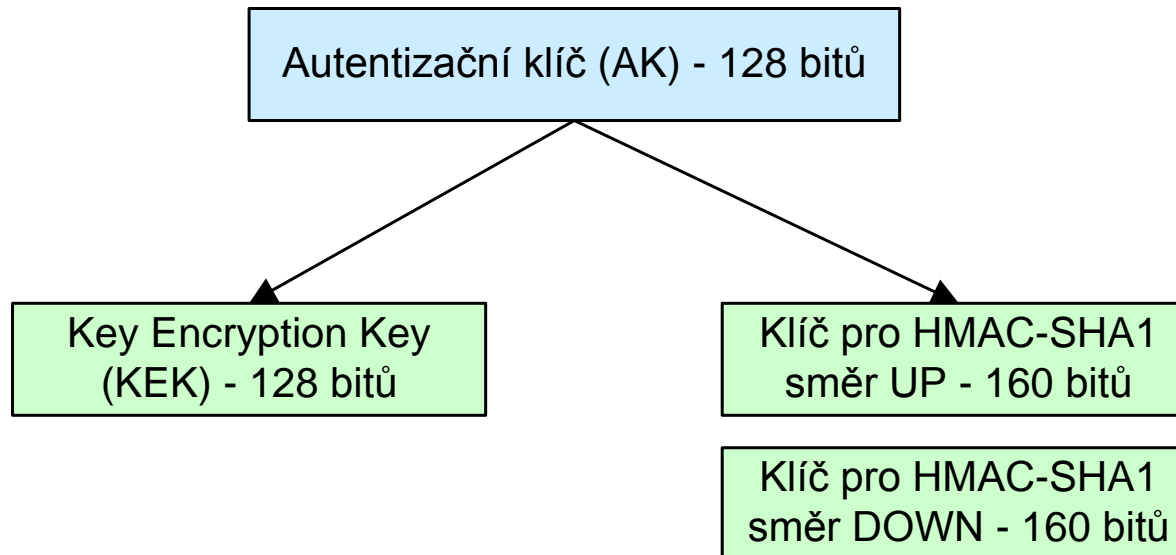 Autentizační klíč (AK) - 128 bitů
Key Encryption Key
(KEK) - 128 bitů
Klíč pro HMAC-SHA1
směr UP - 160 bitů
Klíč pro HMAC-SHA1
směr DOWN - 160 bitů